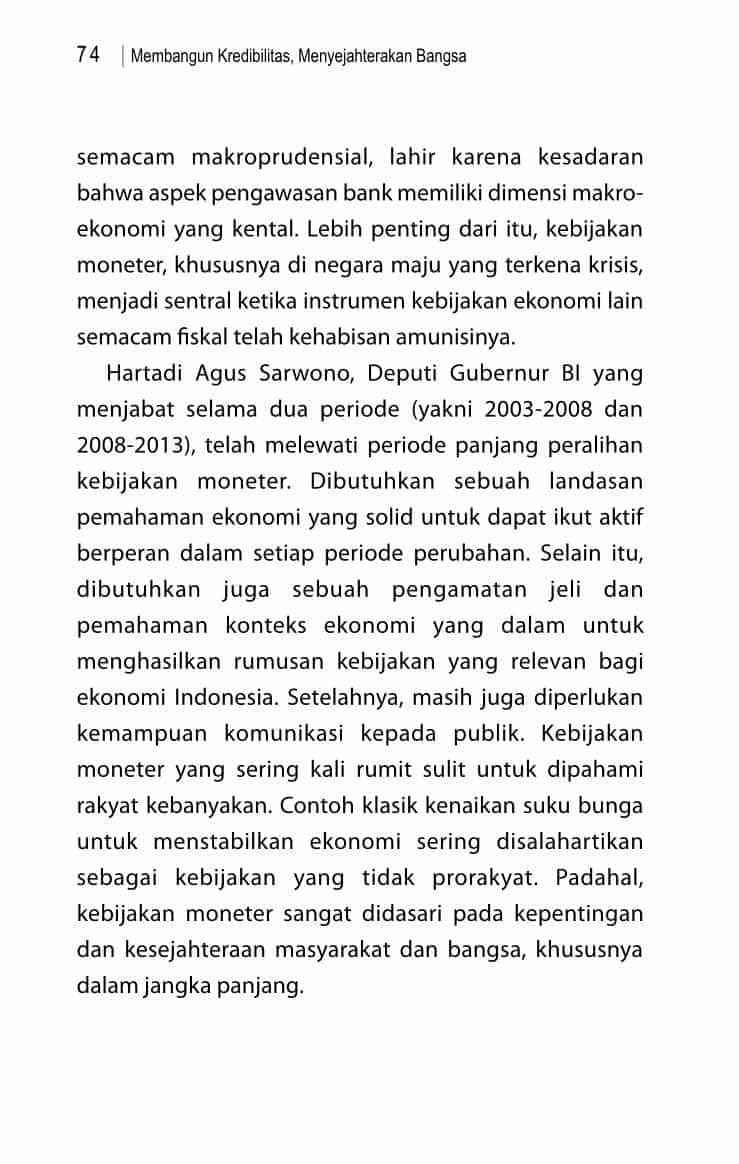 74 | Membangun Kredibilitas, Menyejahterakan Bangsa
semacam makroprudensial, lahir karena kesadaran
bahwa aspek pengawasan bank memiliki dimensi makro-
ekonomi yang kental. Lebih penting dari itu, kebijakan
moneter, khususnya di negara maju yang terkena krisis,
menjadi sentral ketika instrumen kebijakan ekonomi lain
semacam fiskal telah kehabisan amunisinya.
Hartadi Agus Sarwono, Deputi Gubernur BI yang
menjabat selama dua periode (yakni 2003-2008 dan
2008-2013), telah melewati periode panjang peralihan
kebijakan moneter. Dibutuhkan sebuah landasan
pemahaman ekonomi yang solid untuk dapat ikut aktif
berperan dalam setiap periode perubahan. Selain itu,
dibutuhkan juga sebuah pengamatan jeli dan
pemahaman konteks ekonomi yang dalam untuk
menghasilkan rumusan kebijakan yang relevan bagi
ekonomi Indonesia. Setelahnya, masih juga diperlukan
kemampuan komunikasi kepada publik. Kebijakan
moneter yang sering kali rumit sulit untuk dipahami
rakyat kebanyakan. Contoh klasik kenaikan suku bunga
untuk menstabilkan ekonomi sering disalahartikan
sebagai kebijakan yang tidak prorakyat. Padahal,
kebijakan moneter sangat didasari pada kepentingan
dan kesejahteraan masyarakat dan bangsa, khususnya
dalam jangka panjang.